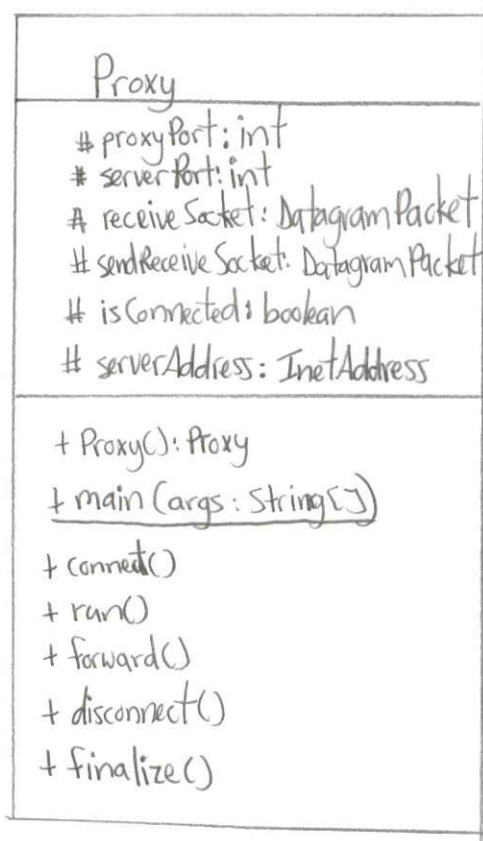 Proxy
# proxyPort: int
# serverPort: int
# receiveSocket: DatagramPacket
# sendReceiveSocket: DatagramPacket
# isConnected: boolean
# serverAddress: InetAddress
+ Proxy(): Proxy
+ main(args: String[])
+ connect()
+ run()
+ forward()
+ disconnect()
+ finalize()